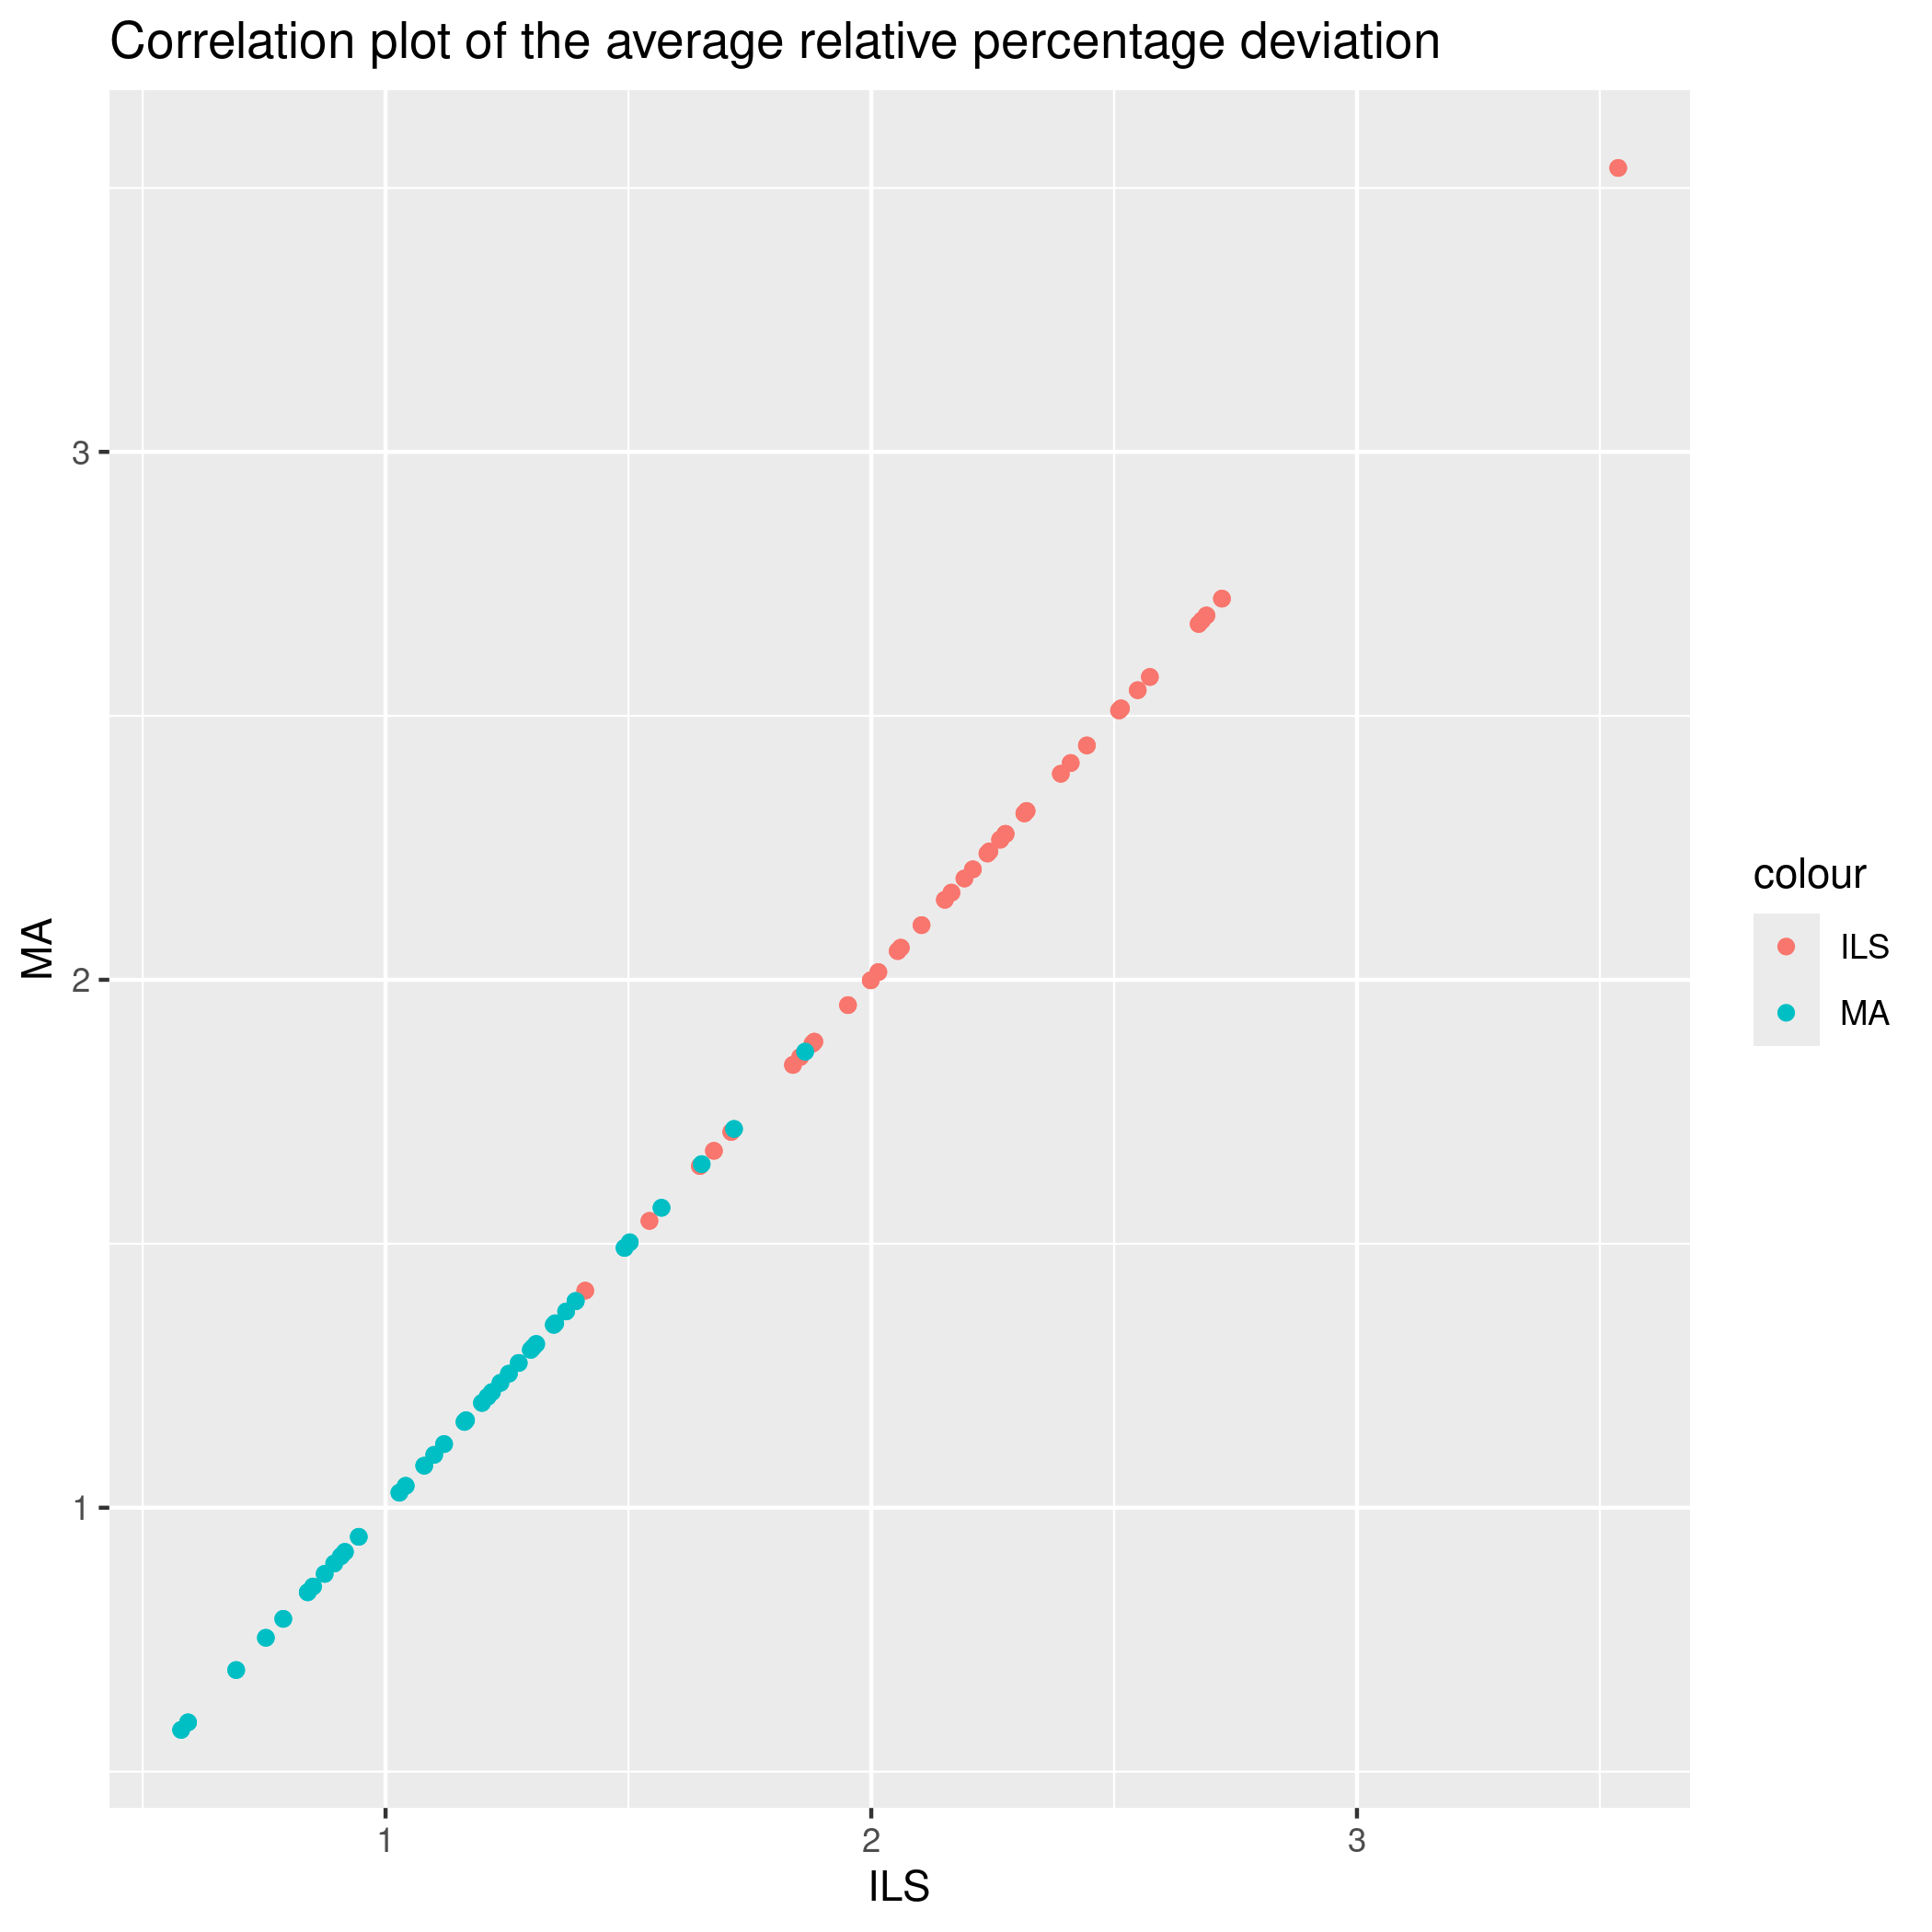 Correlation plot of the average relative percentage deviation
MA
3
2
1
1 2 3
ILS
colour
ILS
MA